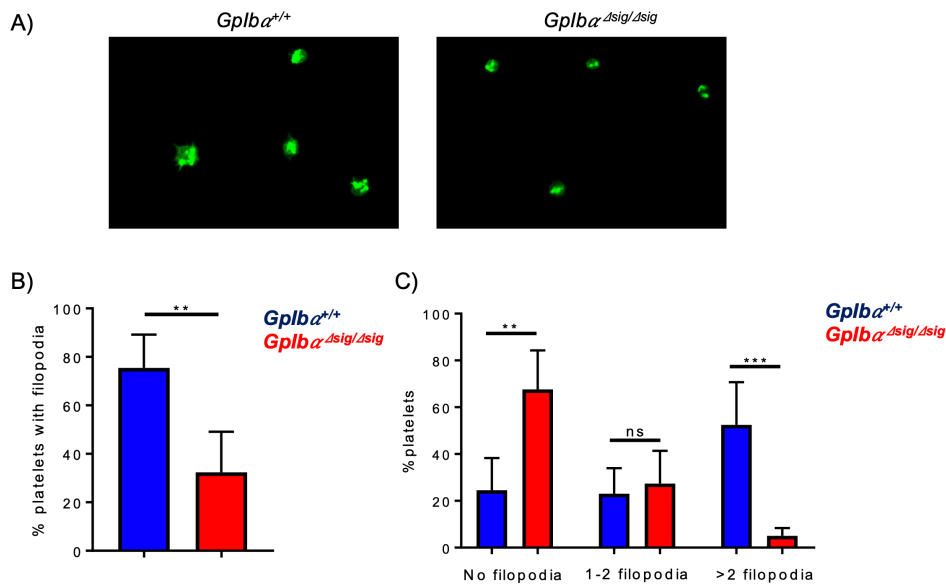 A)
GpIbα+/+
GpIbαΔsig/Δsig
B)
% platelets with filopodia
100
80
60
40
20
0
**
GpIbα+/+
GpIbαΔsig/Δsig
C)
%platelets
100
80
60
40
20
0
**
ns
***
No filopodia
1-2 filopodia
>2 filopodia
GpIbα+/+
GpIbαΔsig/Δsig